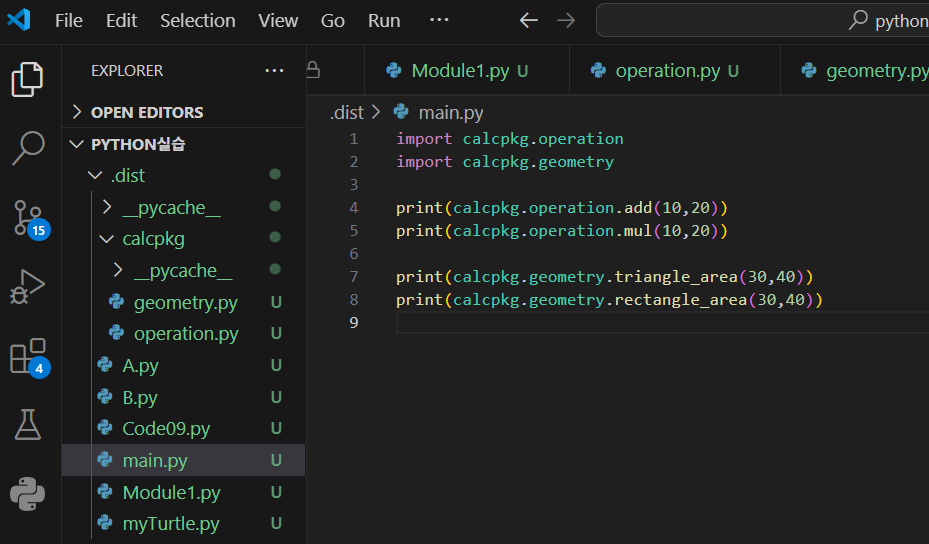 File Edit Selection View Go Run ··· python
EXPLORER ···
Module1.py U operation.py U geometry.py
OPEN EDITORS
.dist > main.py
PYTHON실습
.dist
__pycache__
calcpkg
__pycache__
geometry.py U
operation.py U
A.py U
B.py U
Code09.py U
main.py U
Module1.py U
myTurtle.py U
15
4
1 import calcpkg.operation
2 import calcpkg.geometry
3
4 print(calcpkg.operation.add(10,20))
5 print(calcpkg.operation.mul(10,20))
6
7 print(calcpkg.geometry.triangle_area(30,40))
8 print(calcpkg.geometry.rectangle_area(30,40))
9